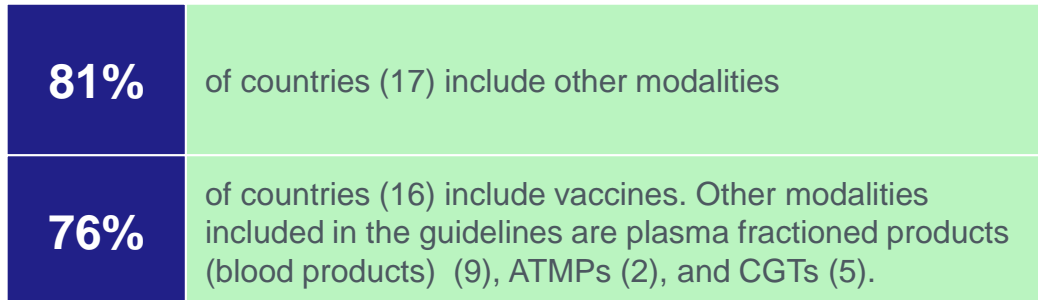 81%
of countries (17) include other modalities
76%
of countries (16) include vaccines. Other modalities
included in the guidelines are plasma fractioned products
(blood products)  (9), ATMPs (2), and CGTs (5).